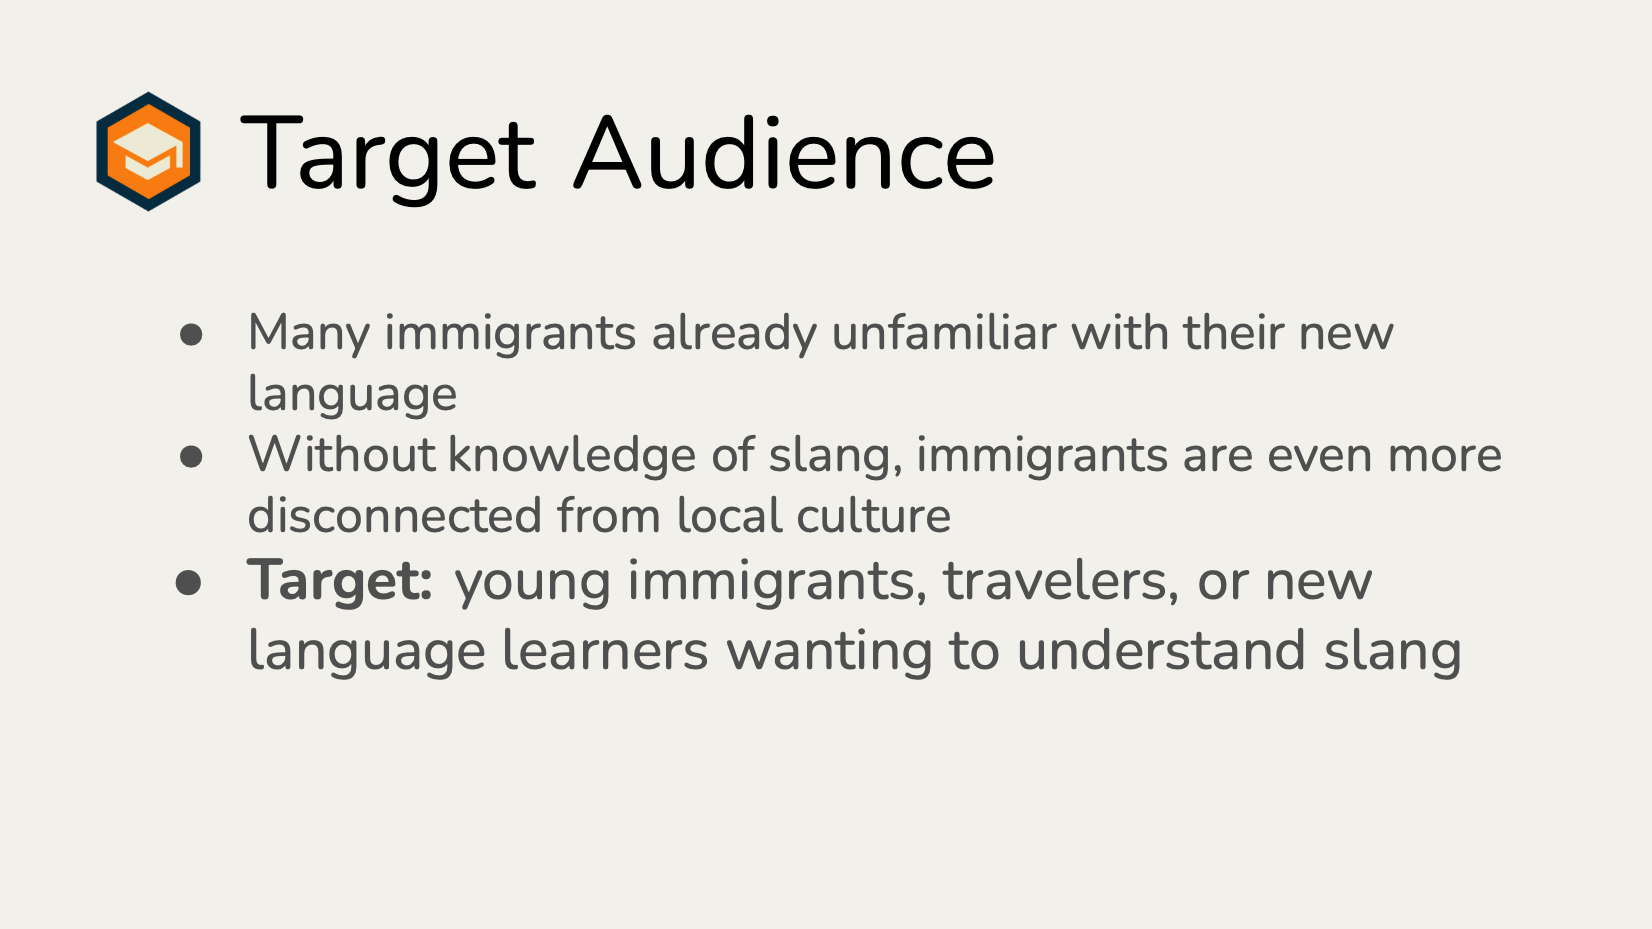 Target Audience
● Many immigrants already unfamiliar with their new
language
● Without knowledge of slang, immigrants are even more
disconnected from local culture
● Target: young immigrants, travelers, or new
language learners wanting to understand slang